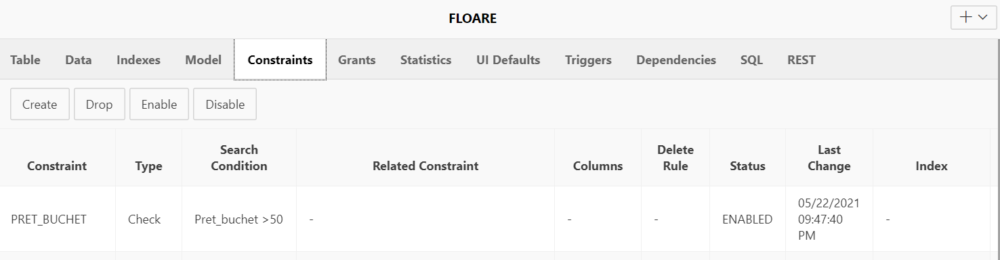 FLOARE
Table Data Indexes Model Constraints Grants Statistics UI Defaults Triggers Dependencies SQL REST
Create Drop Enable Disable
Constraint Type Search Condition Related Constraint Columns Delete Rule Status Last Change Index
PRET_BUCHET Check Pret_buchet >50 - - - ENABLED 05/22/2021 09:47:40 PM -